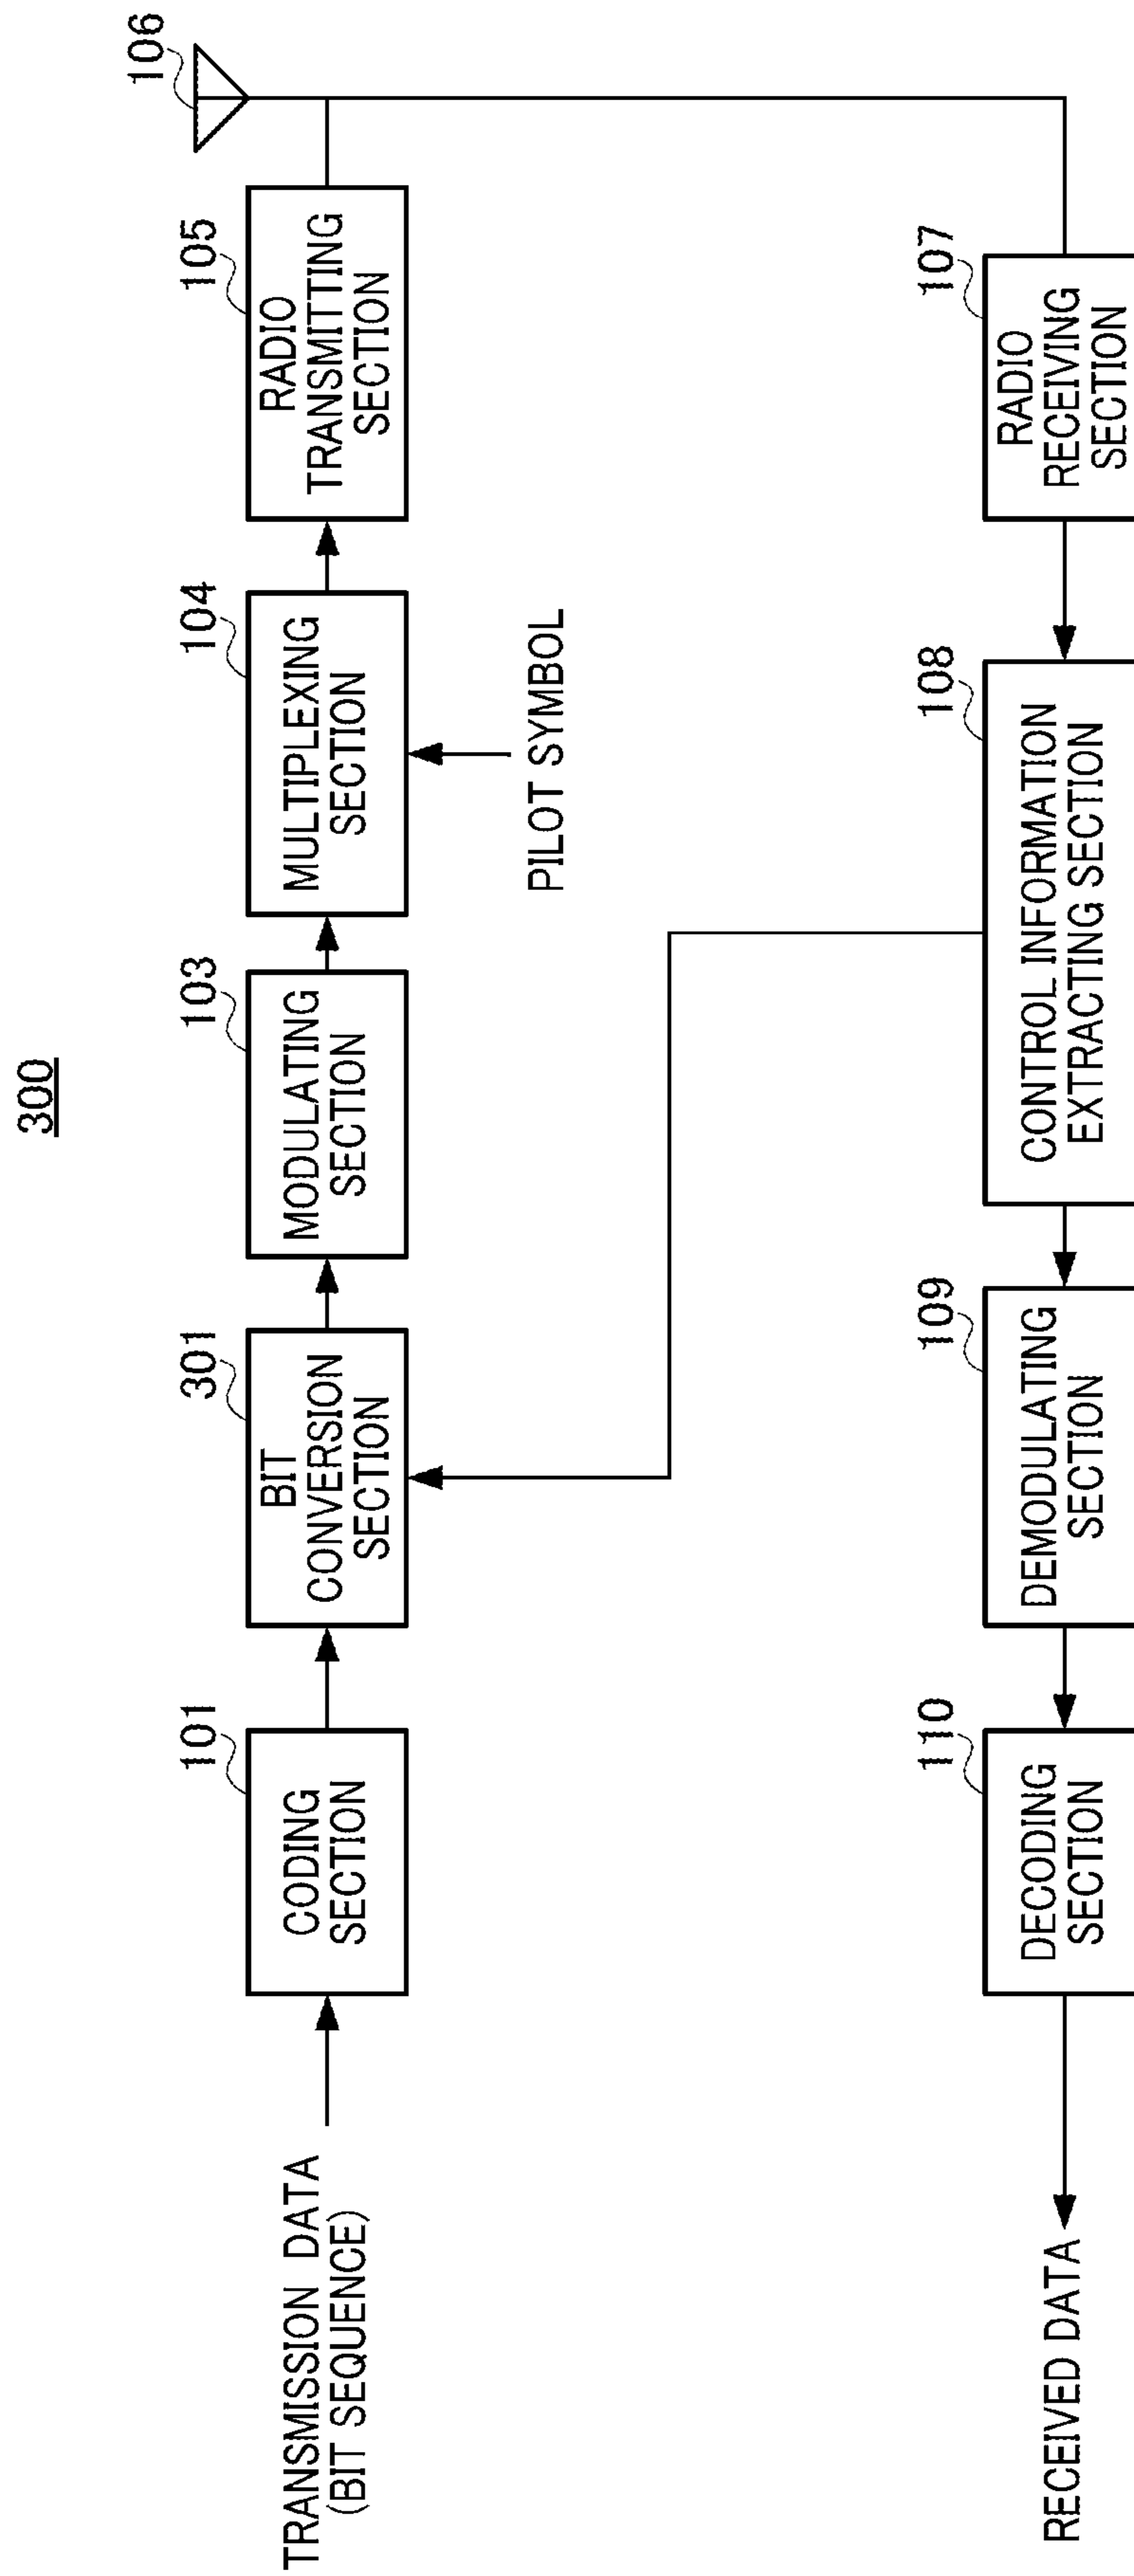 300
TRANSMISSION DATA
(BIT SEQUENCE)
101
CODING
SECTION
301
BIT
CONVERSION
SECTION
103
MODULATING
SECTION
104
MULTIPLEXING
SECTION
PILOT SYMBOL
105
RADIO
TRANSMITTING
SECTION
106
RECEIVED DATA
110
DECODING
SECTION
109
DEMODULATING
SECTION
108
CONTROL INFORMATION
EXTRACTING SECTION
107
RADIO
RECEIVING
SECTION